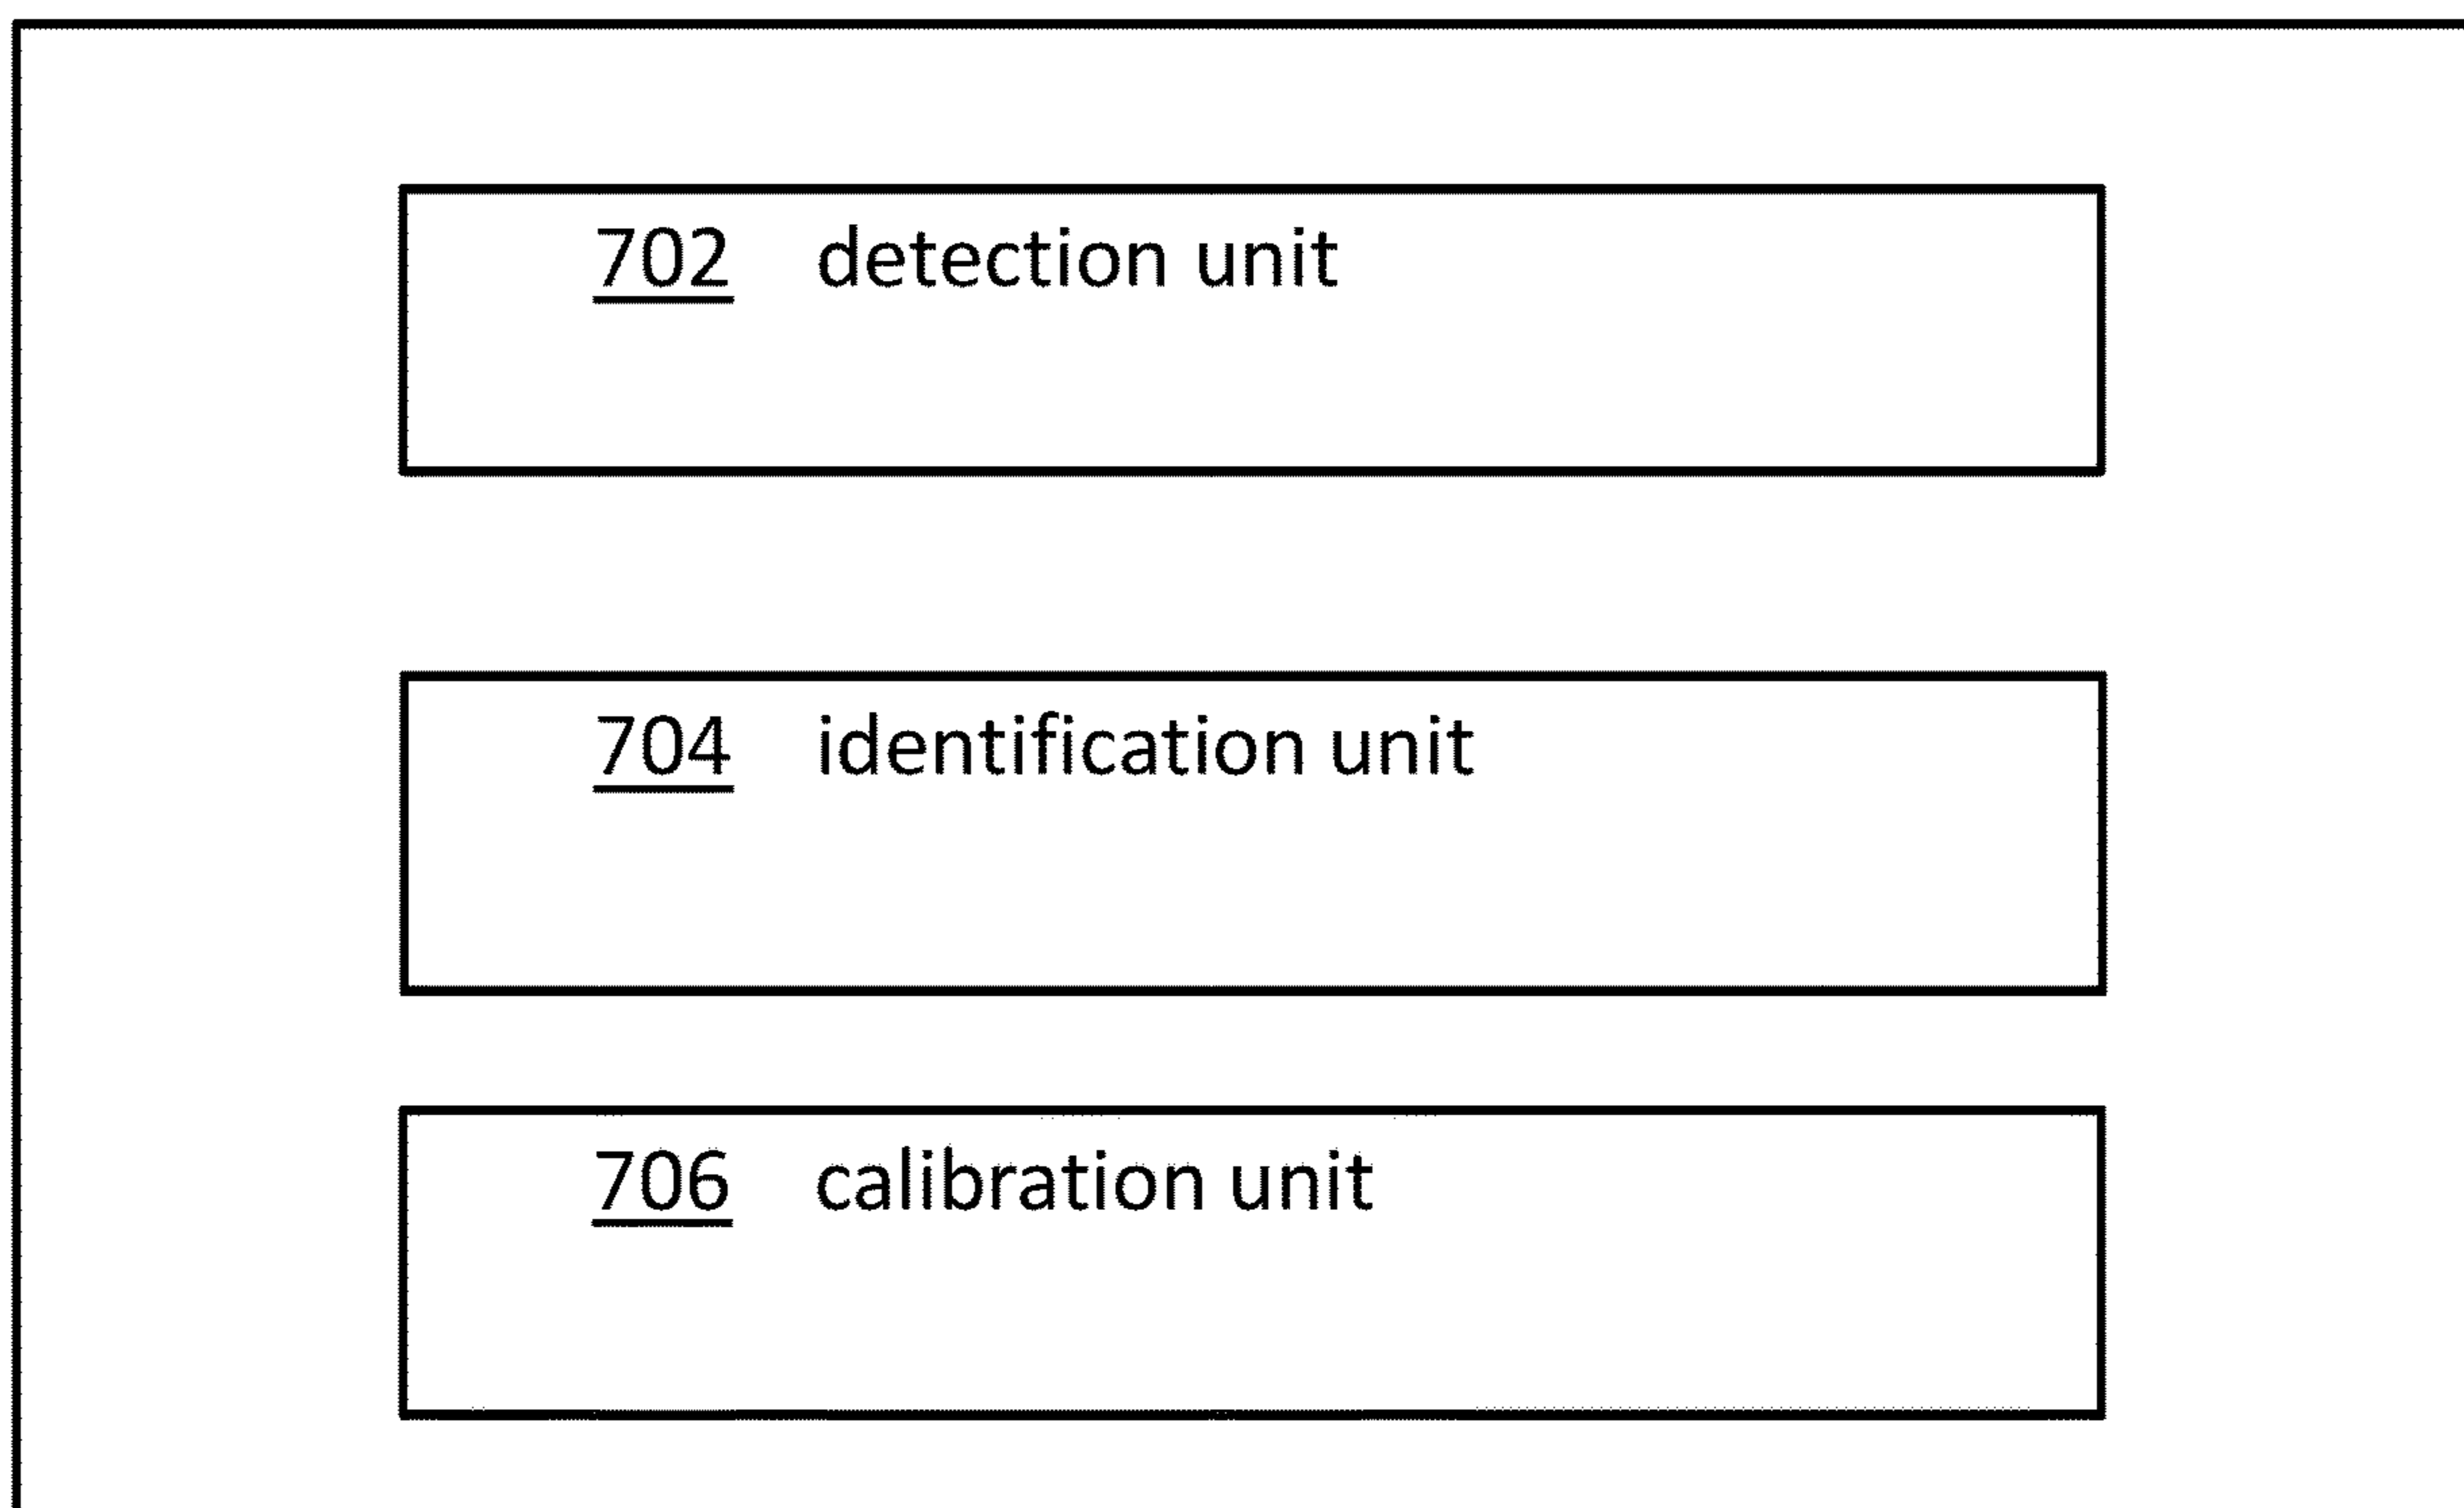 702 detection unit
704 identification unit
706 calibration unit